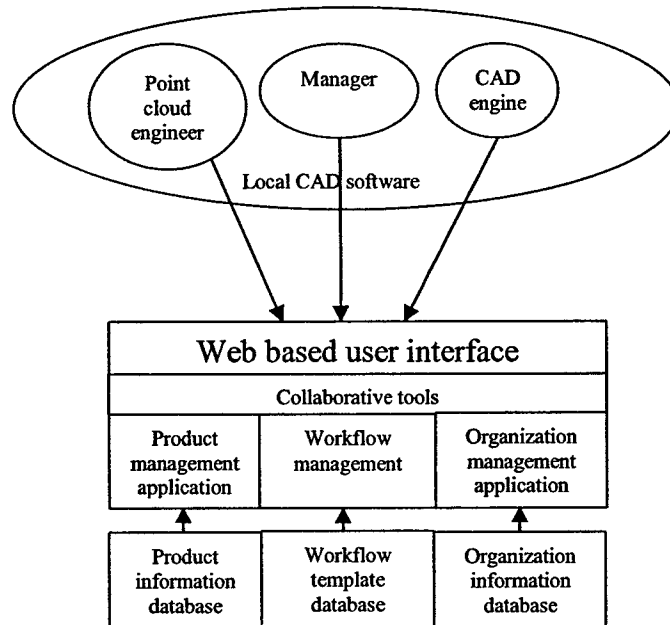 Point
cloud
engineer
Manager
CAD
engine
Local CAD software
Web based user interface
Collaborative tools
Product
management
application
Workflow
management
Organization
management
application
Product
information
database
Workflow
template
database
Organization
information
database